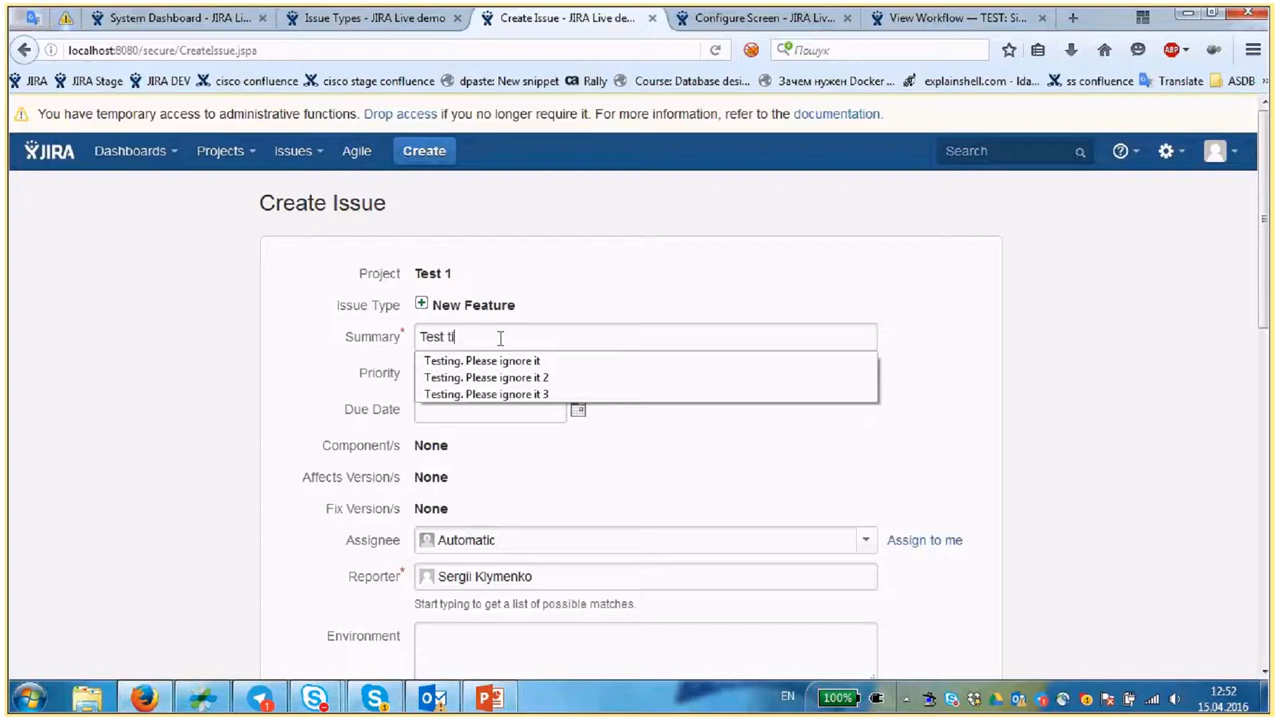 System Dashboard - JIRA Li...
Issue Types - JIRA Live demo
Create Issue - JIRA Live de...
Configure Screen - JIRA Liv...
View Workflow — TEST: Si...
localhost:8080/secure/CreateIssue.jspa
Пошук
ABP
JIRA
JIRA Stage
JIRA DEV
cisco confluence
cisco stage confluence
dpaste: New snippet
ca Rally
Course: Database desi...
Зачем нужен Docker ...
explainshell.com - Ida...
ss confluence
Translate
ASDB
You have temporary access to administrative functions. Drop access if you no longer require it. For more information, refer to the documentation.
JIRA Dashboards Projects Issues Agile Create Search
Create Issue
Project Test 1
Issue Type New Feature
Summary* Test ti
Testing. Please ignore it
Testing. Please ignore it 2
Testing. Please ignore it 3
Priority
Due Date
Component/s None
Affects Version/s None
Fix Version/s None
Assignee Automatic Assign to me
Reporter* Sergii Klymenko
Start typing to get a list of possible matches.
Environment
EN 100% 12:52
15.04.2016